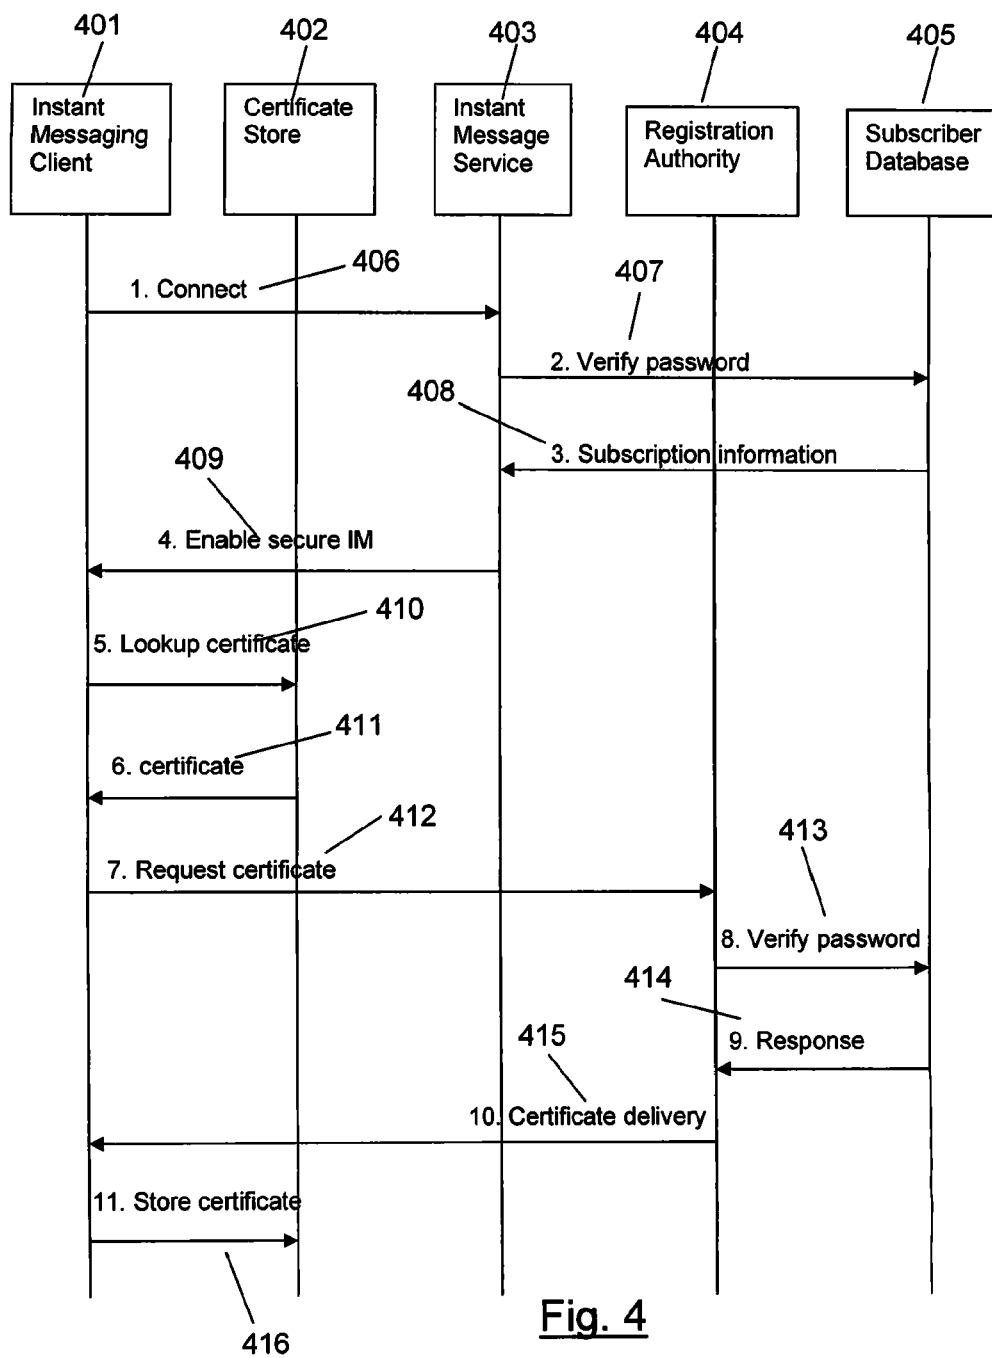 401
402
403
404
405
Instant
Messaging
Client
Certificate
Store
Instant
Message
Service
Registration
Authority
Subscriber
Database
406
1. Connect
407
2. Verify password
408
3. Subscription information
409
4. Enable secure IM
410
5. Lookup certificate
411
6. certificate
412
7. Request certificate
413
8. Verify password
414
9. Response
415
10. Certificate delivery
11. Store certificate
416
Fig. 4